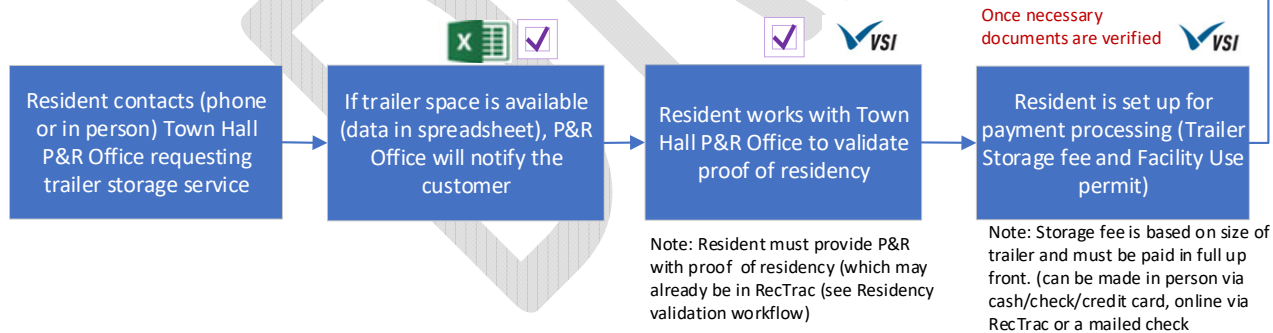 Once necessary
documents are verified
VSI
VSI
X
Resident contacts (phone
or in person) Town Hall
P&R Office requesting
trailer storage service
If trailer space is available
(data in spreadsheet), P&R
Office will notify the
customer
Resident works with Town
Hall P&R Office to validate
proof of residency
Resident is set up for
payment processing (Trailer
Storage fee and Facility Use
permit)
Note: Resident must provide P&R
with proof of residency (which may
already be in RecTrac (see Residency
validation workflow)
Note: Storage fee is based on size of
trailer and must be paid in full up
front. (can be made in person via
cash/check/credit card, online via
RecTrac or a mailed check